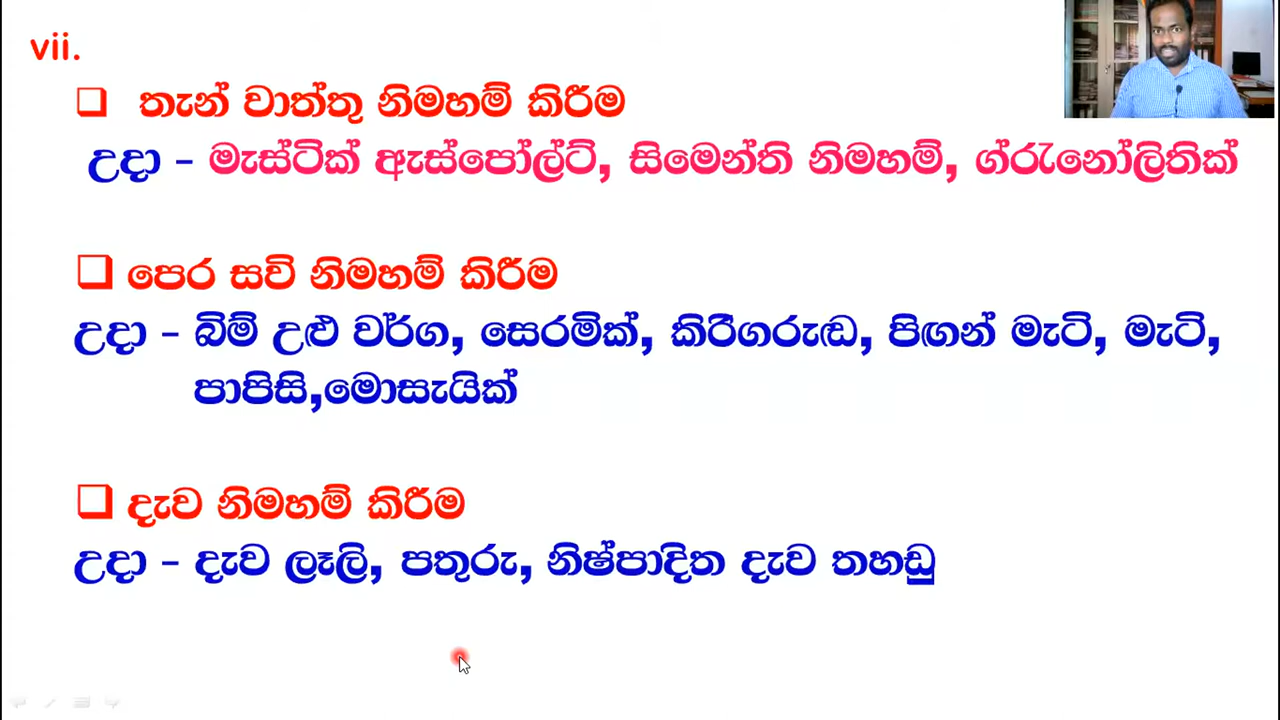 vii.
තැන් වාත්තු නිමහම් කිරීම
උදා - මැස්ටික් ඇස්පෝල්ට්, සිමෙන්ති නිමහම්, ග්රැනෝලිතික්
පෙර සවි නිමහම් කිරීම
උදා - බිම් උළු වර්ග, සෙරමික්, කිරිගරුඬ, පිඟන් මැටි, මැටි,
පාපිසි,මොසැයික්
දැව නිමහම් කිරීම
උදා - දැව ලෑලි, පතුරු, නිෂ්පාදිත දැව තහඩු